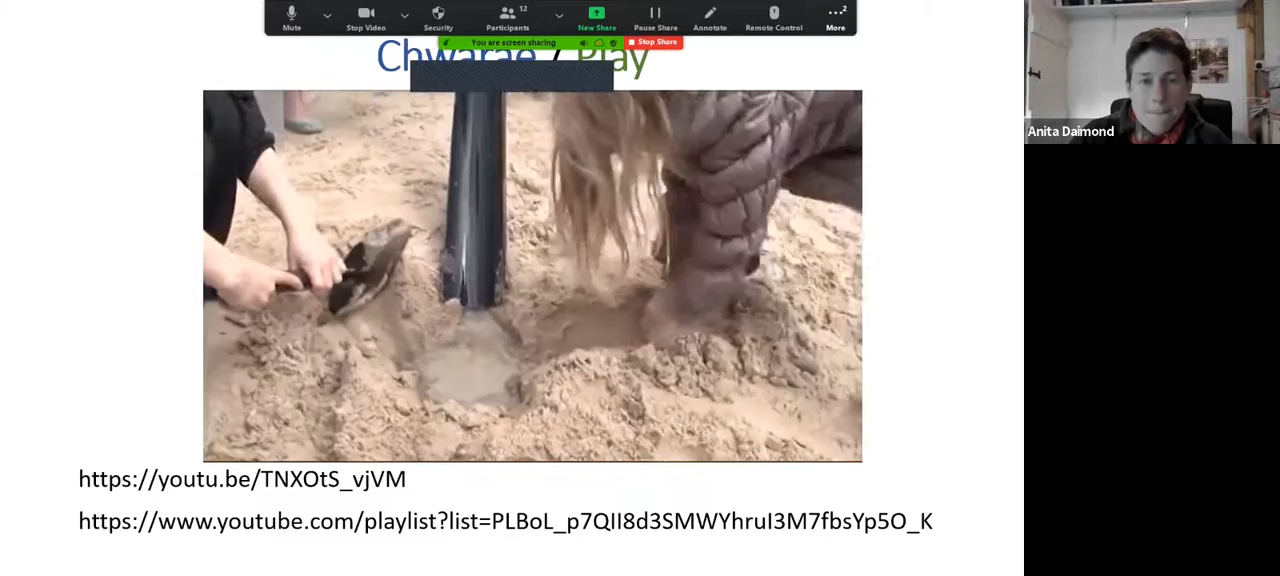 12
2
Mute
Stop Video
Security
Participants
New Share
Pause Share
Annotate
Remote Control
More
You are screen sharing
Stop Share
Chwarae / Play
Anita Daimond
https://youtu.be/TNXOtS_vjVM
https://www.youtube.com/playlist?list=PLBoL_p7QII8d3SMWYhruI3M7fbsYp5O_K